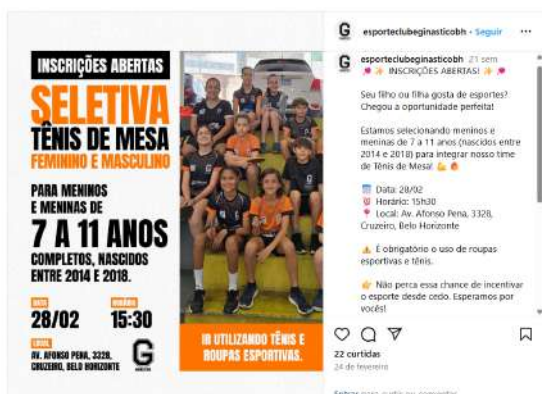 INSCRIÇÕES ABERTAS
SELETIVA
TÊNIS DE MESA
FEMININO E MASCULINO
PARA MENINOS
E MENINAS DE
7 A 11 ANOS
COMPLETOS, NASCIDOS
ENTRE 2014 E 2018.
DATA
HORÁRIO
28/02
15:30
LOCAL
AV. AFONSO PENA, 3328,
CRUZEIRO, BELO HORIZONTE
G
IR UTILIZANDO TÊNIS E
ROUPAS ESPORTIVAS.
esporteclubeginasticobh • Seguir
esporteclubeginasticobh 21 sem
INSCRIÇÕES ABERTAS!
Seu filho ou filha gosta de esportes?
Chegou a oportunidade perfeita!
Estamos selecionando meninos e
meninas de 7 a 11 anos (nascidos entre
2014 e 2018) para integrar nosso time
de Tênis de Mesa!
Data: 28/02
Horário: 15h30
Local: Av. Afonso Pena, 3328,
Cruzeiro, Belo Horizonte
É obrigatório o uso de roupas
esportivas e tênis.
Não perca essa chance de incentivar
o esporte desde cedo. Esperamos por
vocês!
22 curtidas
24 de fevereiro
Entrar para curtir ou comentar.